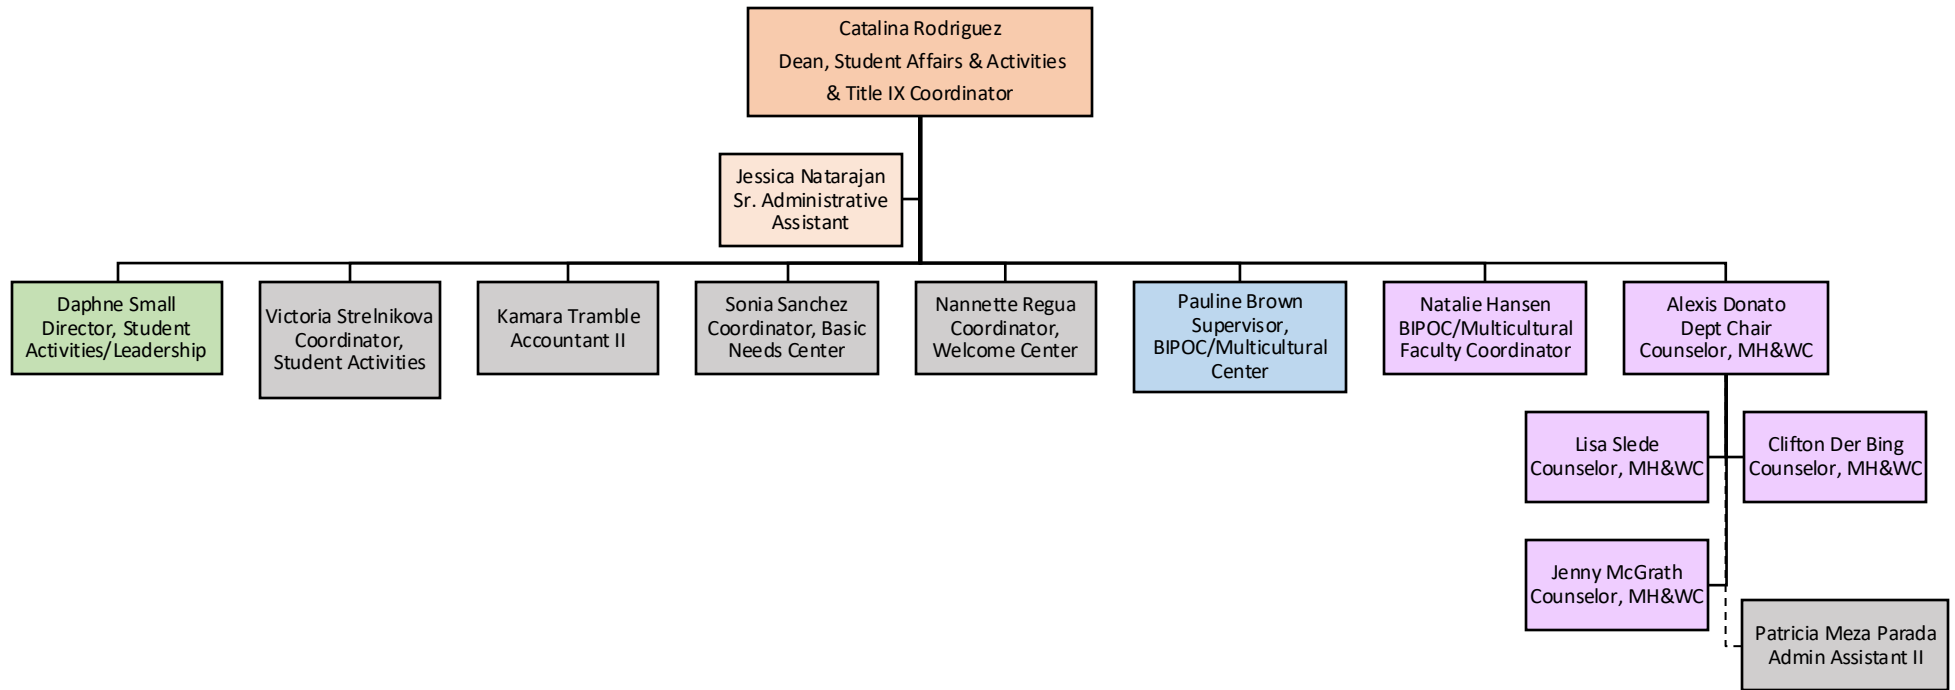 Catalina Rodriguez
Dean, Student Affairs & Activities
& Title IX Coordinator
Jessica Natarajan
Sr. Administrative
Assistant
Daphne Small
Director, Student
Activities/Leadership
Victoria Strelnikova
Coordinator,
Student Activities
Kamara Tramble
Accountant II
Sonia Sanchez
Coordinator, Basic
Needs Center
Nannette Regua
Coordinator,
Welcome Center
Pauline Brown
Supervisor,
BIPOC/Multicultural
Center
Natalie Hansen
BIPOC/Multicultural
Faculty Coordinator
Alexis Donato
Dept Chair
Counselor, MH&WC
Lisa Slede
Counselor, MH&WC
Clifton Der Bing
Counselor, MH&WC
Jenny McGrath
Counselor, MH&WC
Patricia Meza Parada
Admin Assistant II